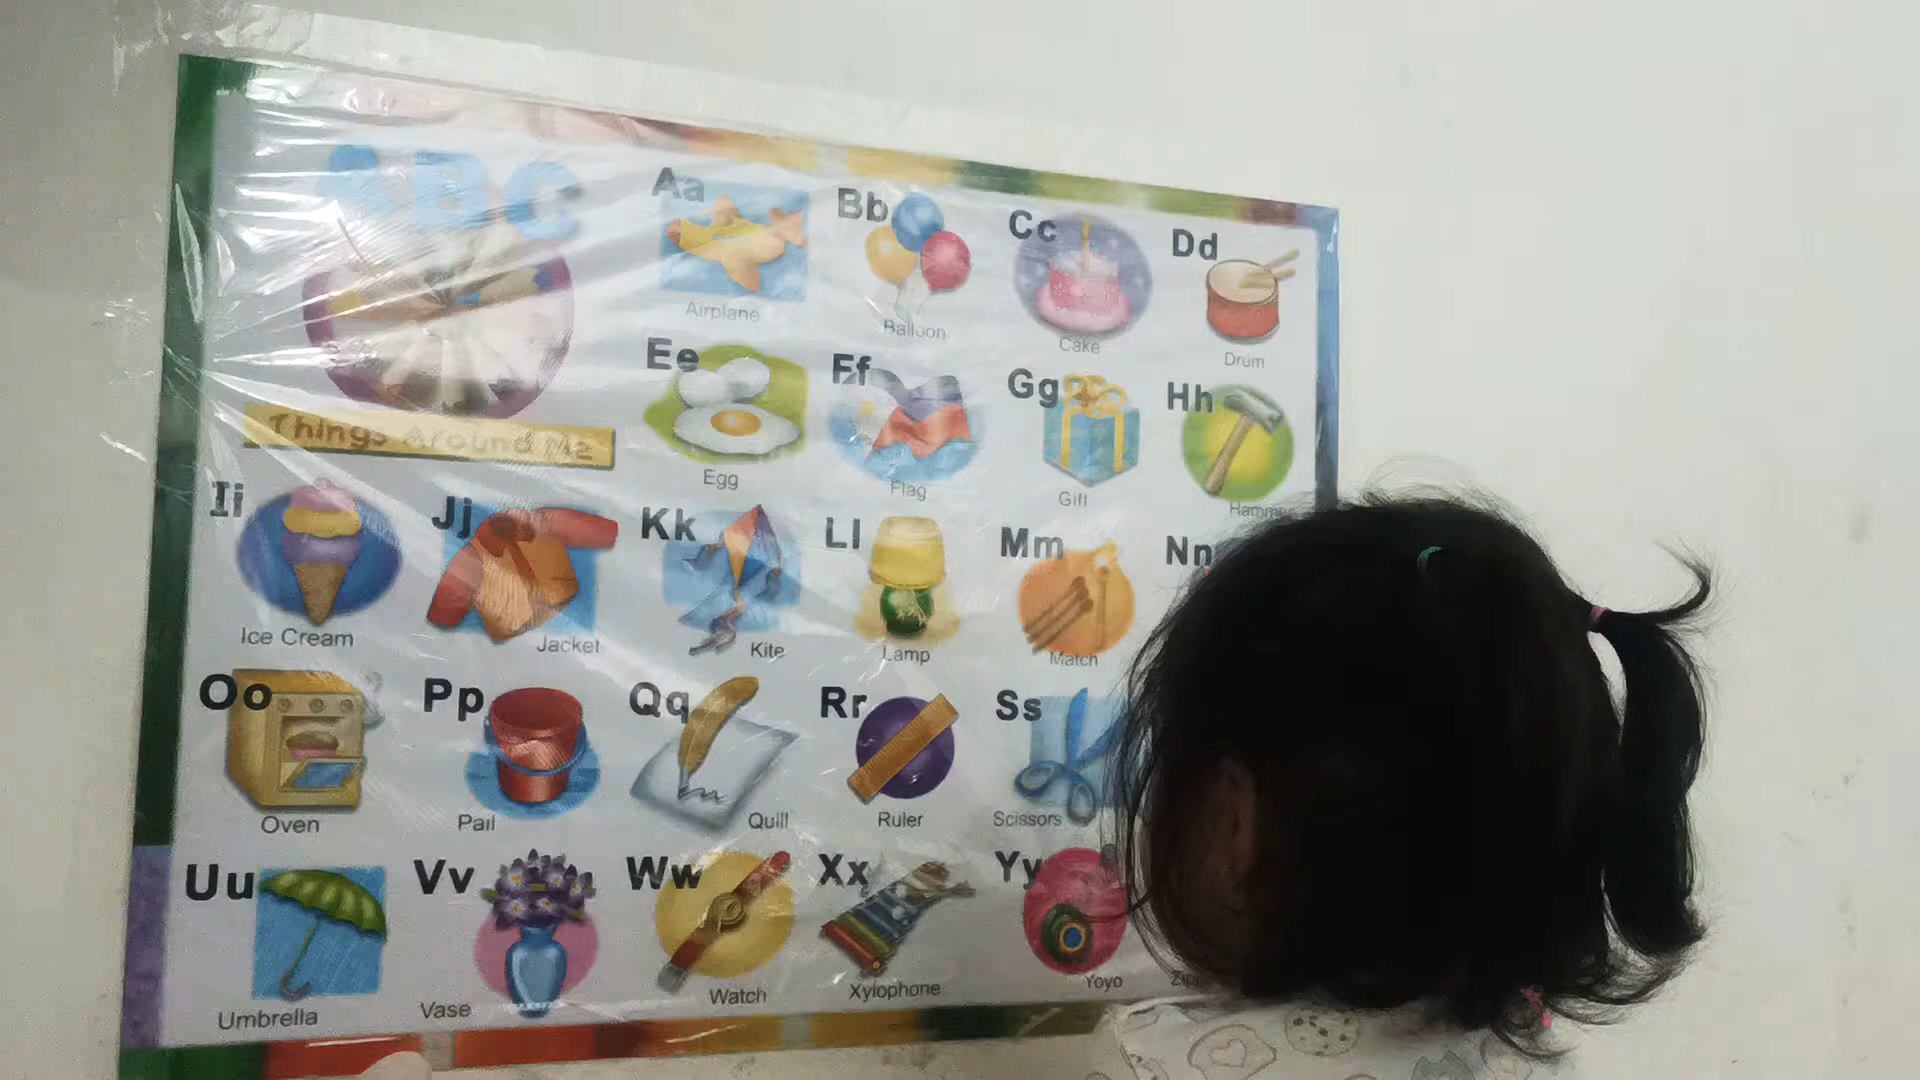 ABC
Things Around Me
Aa
Airplane
Bb
Balloon
Cc
Cake
Dd
Drum
Ee
Egg
Ff
Flag
Gg
Gift
Hh
Hammer
Ii
Ice Cream
Jj
Jacket
Kk
Kite
Ll
Lamp
Mm
Match
Nn
Oo
Oven
Pp
Pail
Qq
Quill
Rr
Ruler
Ss
Scissors
Uu
Umbrella
Vv
Vase
Ww
Watch
Xx
Xylophone
Yy
Yoyo